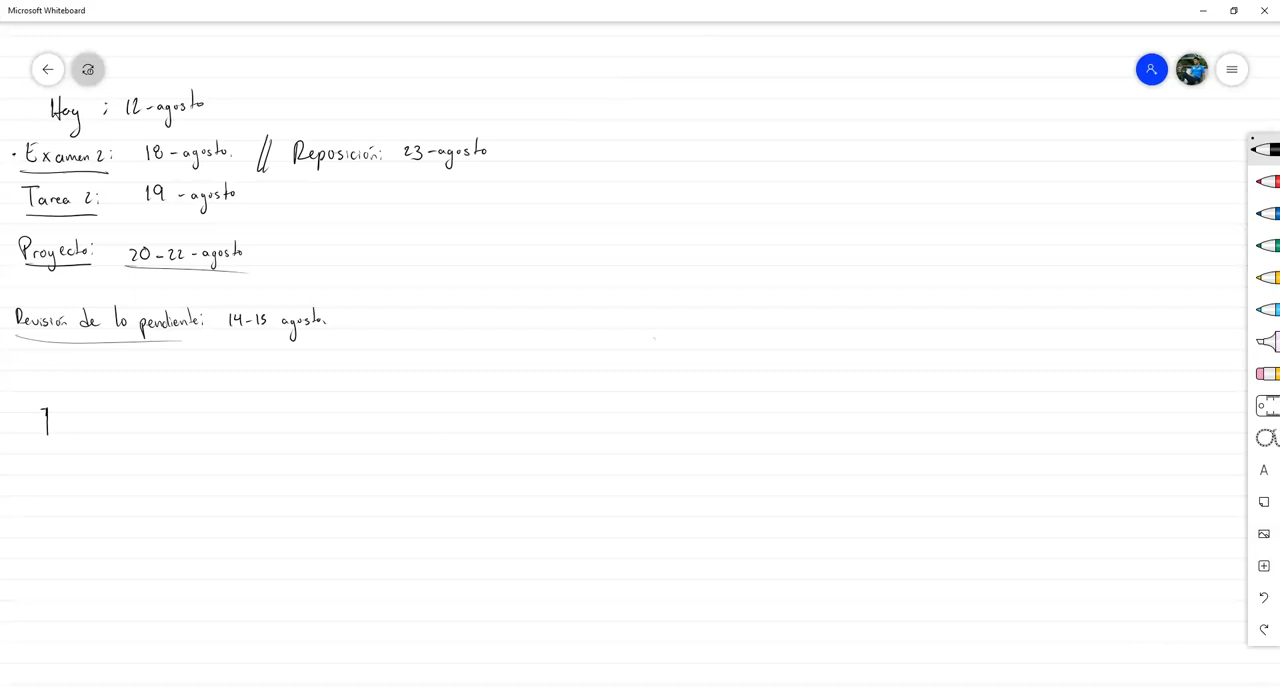 Microsoft Whiteboard
Hoy : 12-agosto
· Examen 2: 18-agosto. // Reposición: 23-agosto
Tarea 2: 19-agosto
Proyecto: 20-22-agosto
Revisión de lo pendiente: 14-15 agosto.
A